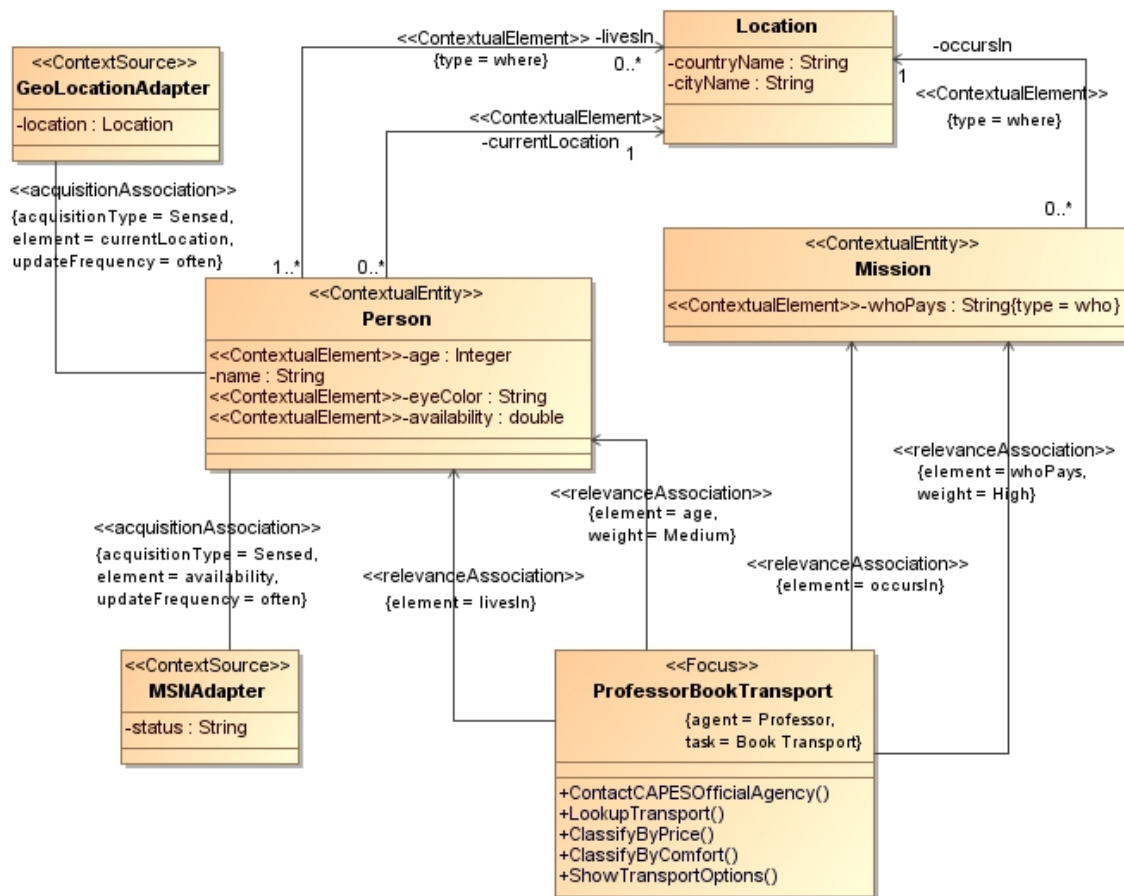 <<ContextSource>>
GeoLocationAdapter
-location : Location
<<ContextualElement>> -livesIn
{type = where}
0..*
Location
-countryName : String
-cityName : String
-occursIn
1
<<ContextualElement>>
{type = where}
<<ContextualElement>>
-currentLocation
1
<<acquisitionAssociation>>
{acquisitionType = Sensed,
element = currentLocation,
updateFrequency = often}
1..*
0..*
0..*
<<ContextualEntity>>
Mission
<<ContextualElement>>-whoPays : String{type = who}
<<ContextualEntity>>
Person
<<ContextualElement>>-age : Integer
-name : String
<<ContextualElement>>-eyeColor : String
<<ContextualElement>>-availability : double
<<relevanceAssociation>>
{element = whoPays,
weight = High}
<<relevanceAssociation>>
{element = age,
weight = Medium}
<<acquisitionAssociation>>
{acquisitionType = Sensed,
element = availability,
updateFrequency = often}
<<relevanceAssociation>>
{element = livesIn}
<<relevanceAssociation>>
{element = occursIn}
<<ContextSource>>
MSNAdapter
-status : String
<<Focus>>
ProfessorBookTransport
{agent = Professor,
task = Book Transport}
+ContactCAPESOfficialAgency()
+LookupTransport()
+ClassifyByPrice()
+ClassifyByComfort()
+ShowTransportOptions()